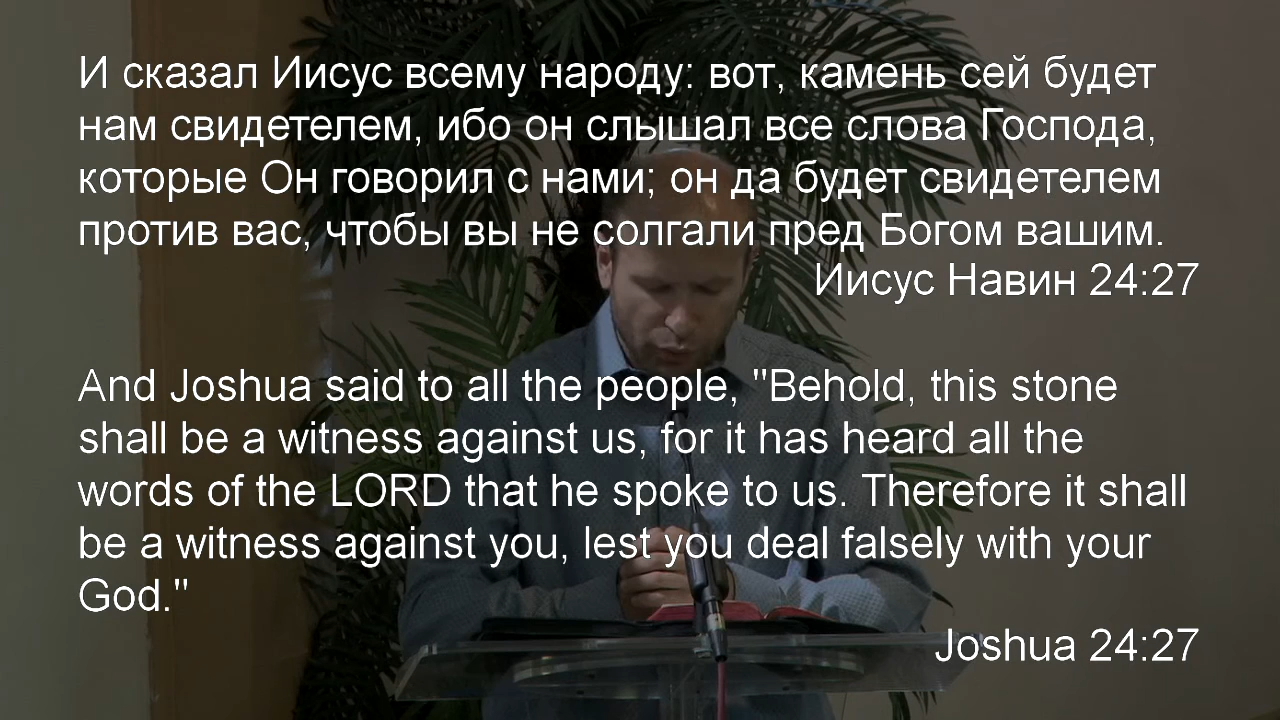 И сказал Иисус всему народу: вот, камень сей будет
нам свидетелем, ибо он слышал все слова Господа,
которые Он говорил с нами; он да будет свидетелем
против вас, чтобы вы не солгали пред Богом вашим.
Иисус Навин 24:27
And Joshua said to all the people, "Behold, this stone
shall be a witness against us, for it has heard all the
words of the LORD that he spoke to us. Therefore it shall
be a witness against you, lest you deal falsely with your
God."
Joshua 24:27